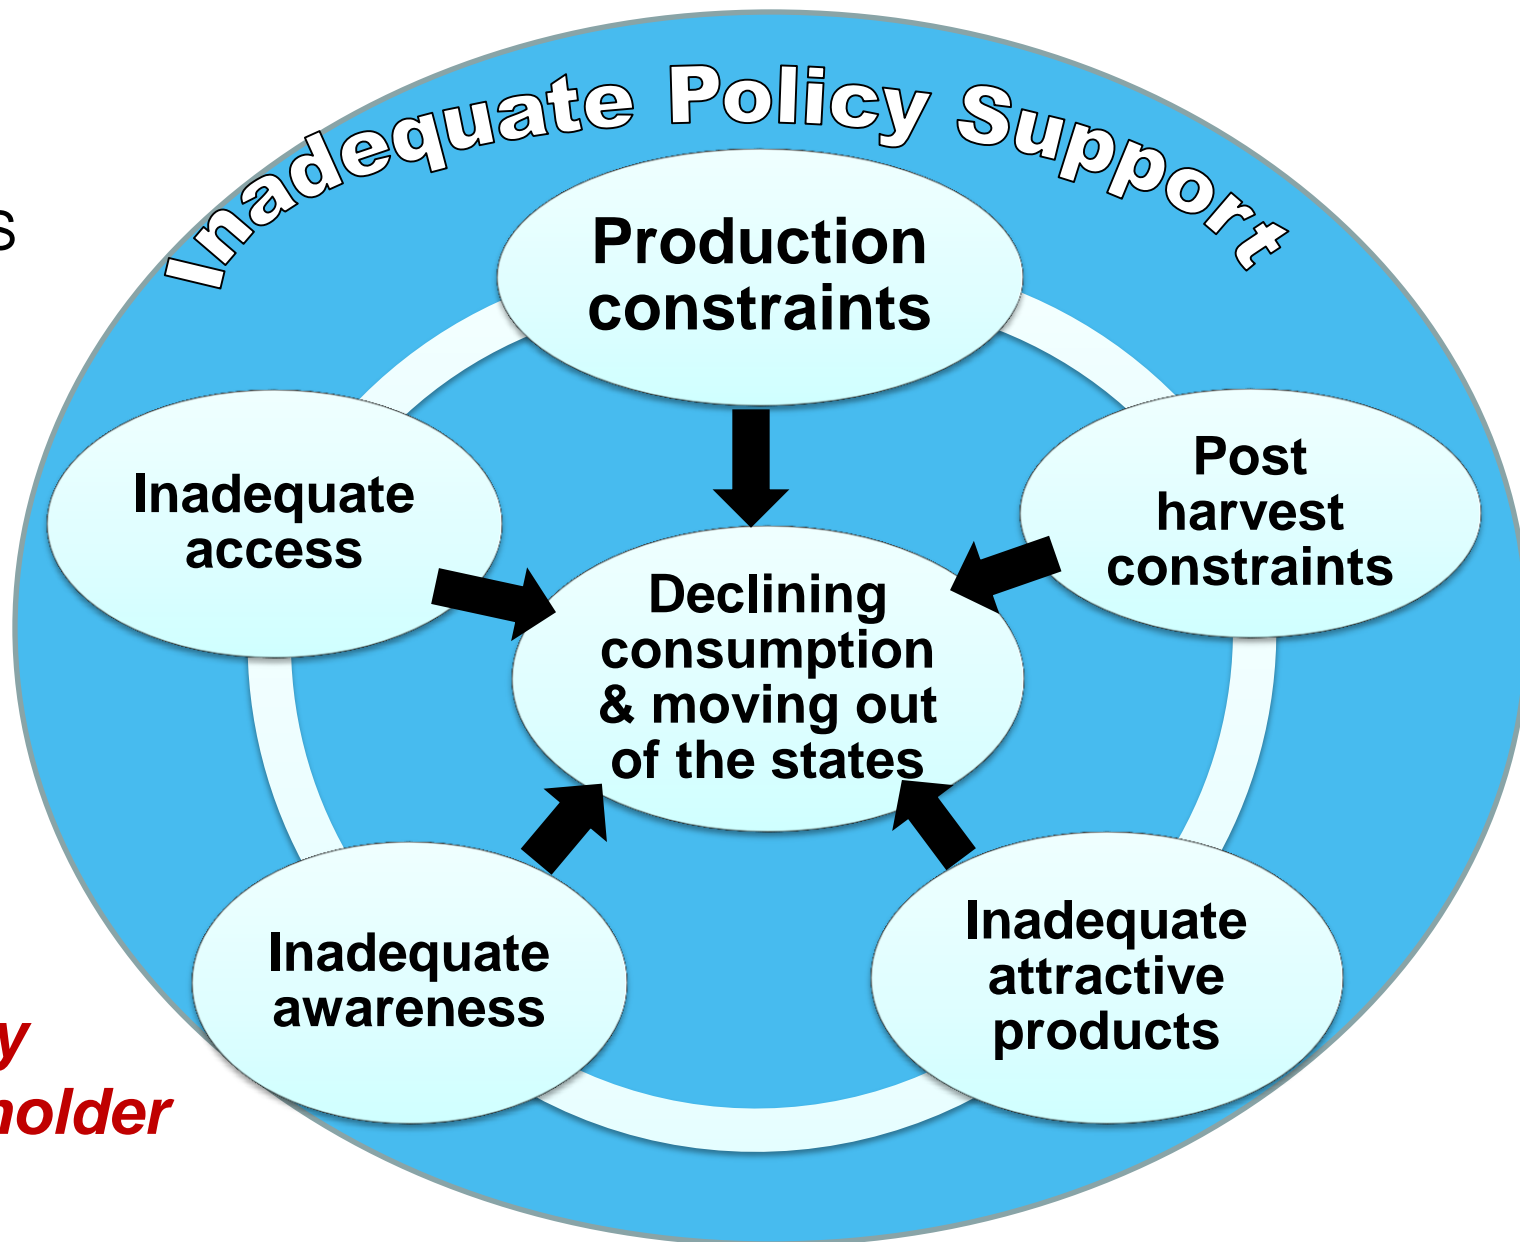 Inadequate Policy Support
s
Production
constraints
Inadequate
access
Post
harvest
constraints
Declining
consumption
& moving out
of the states
Inadequate
awareness
Inadequate
attractive
products
y
holder